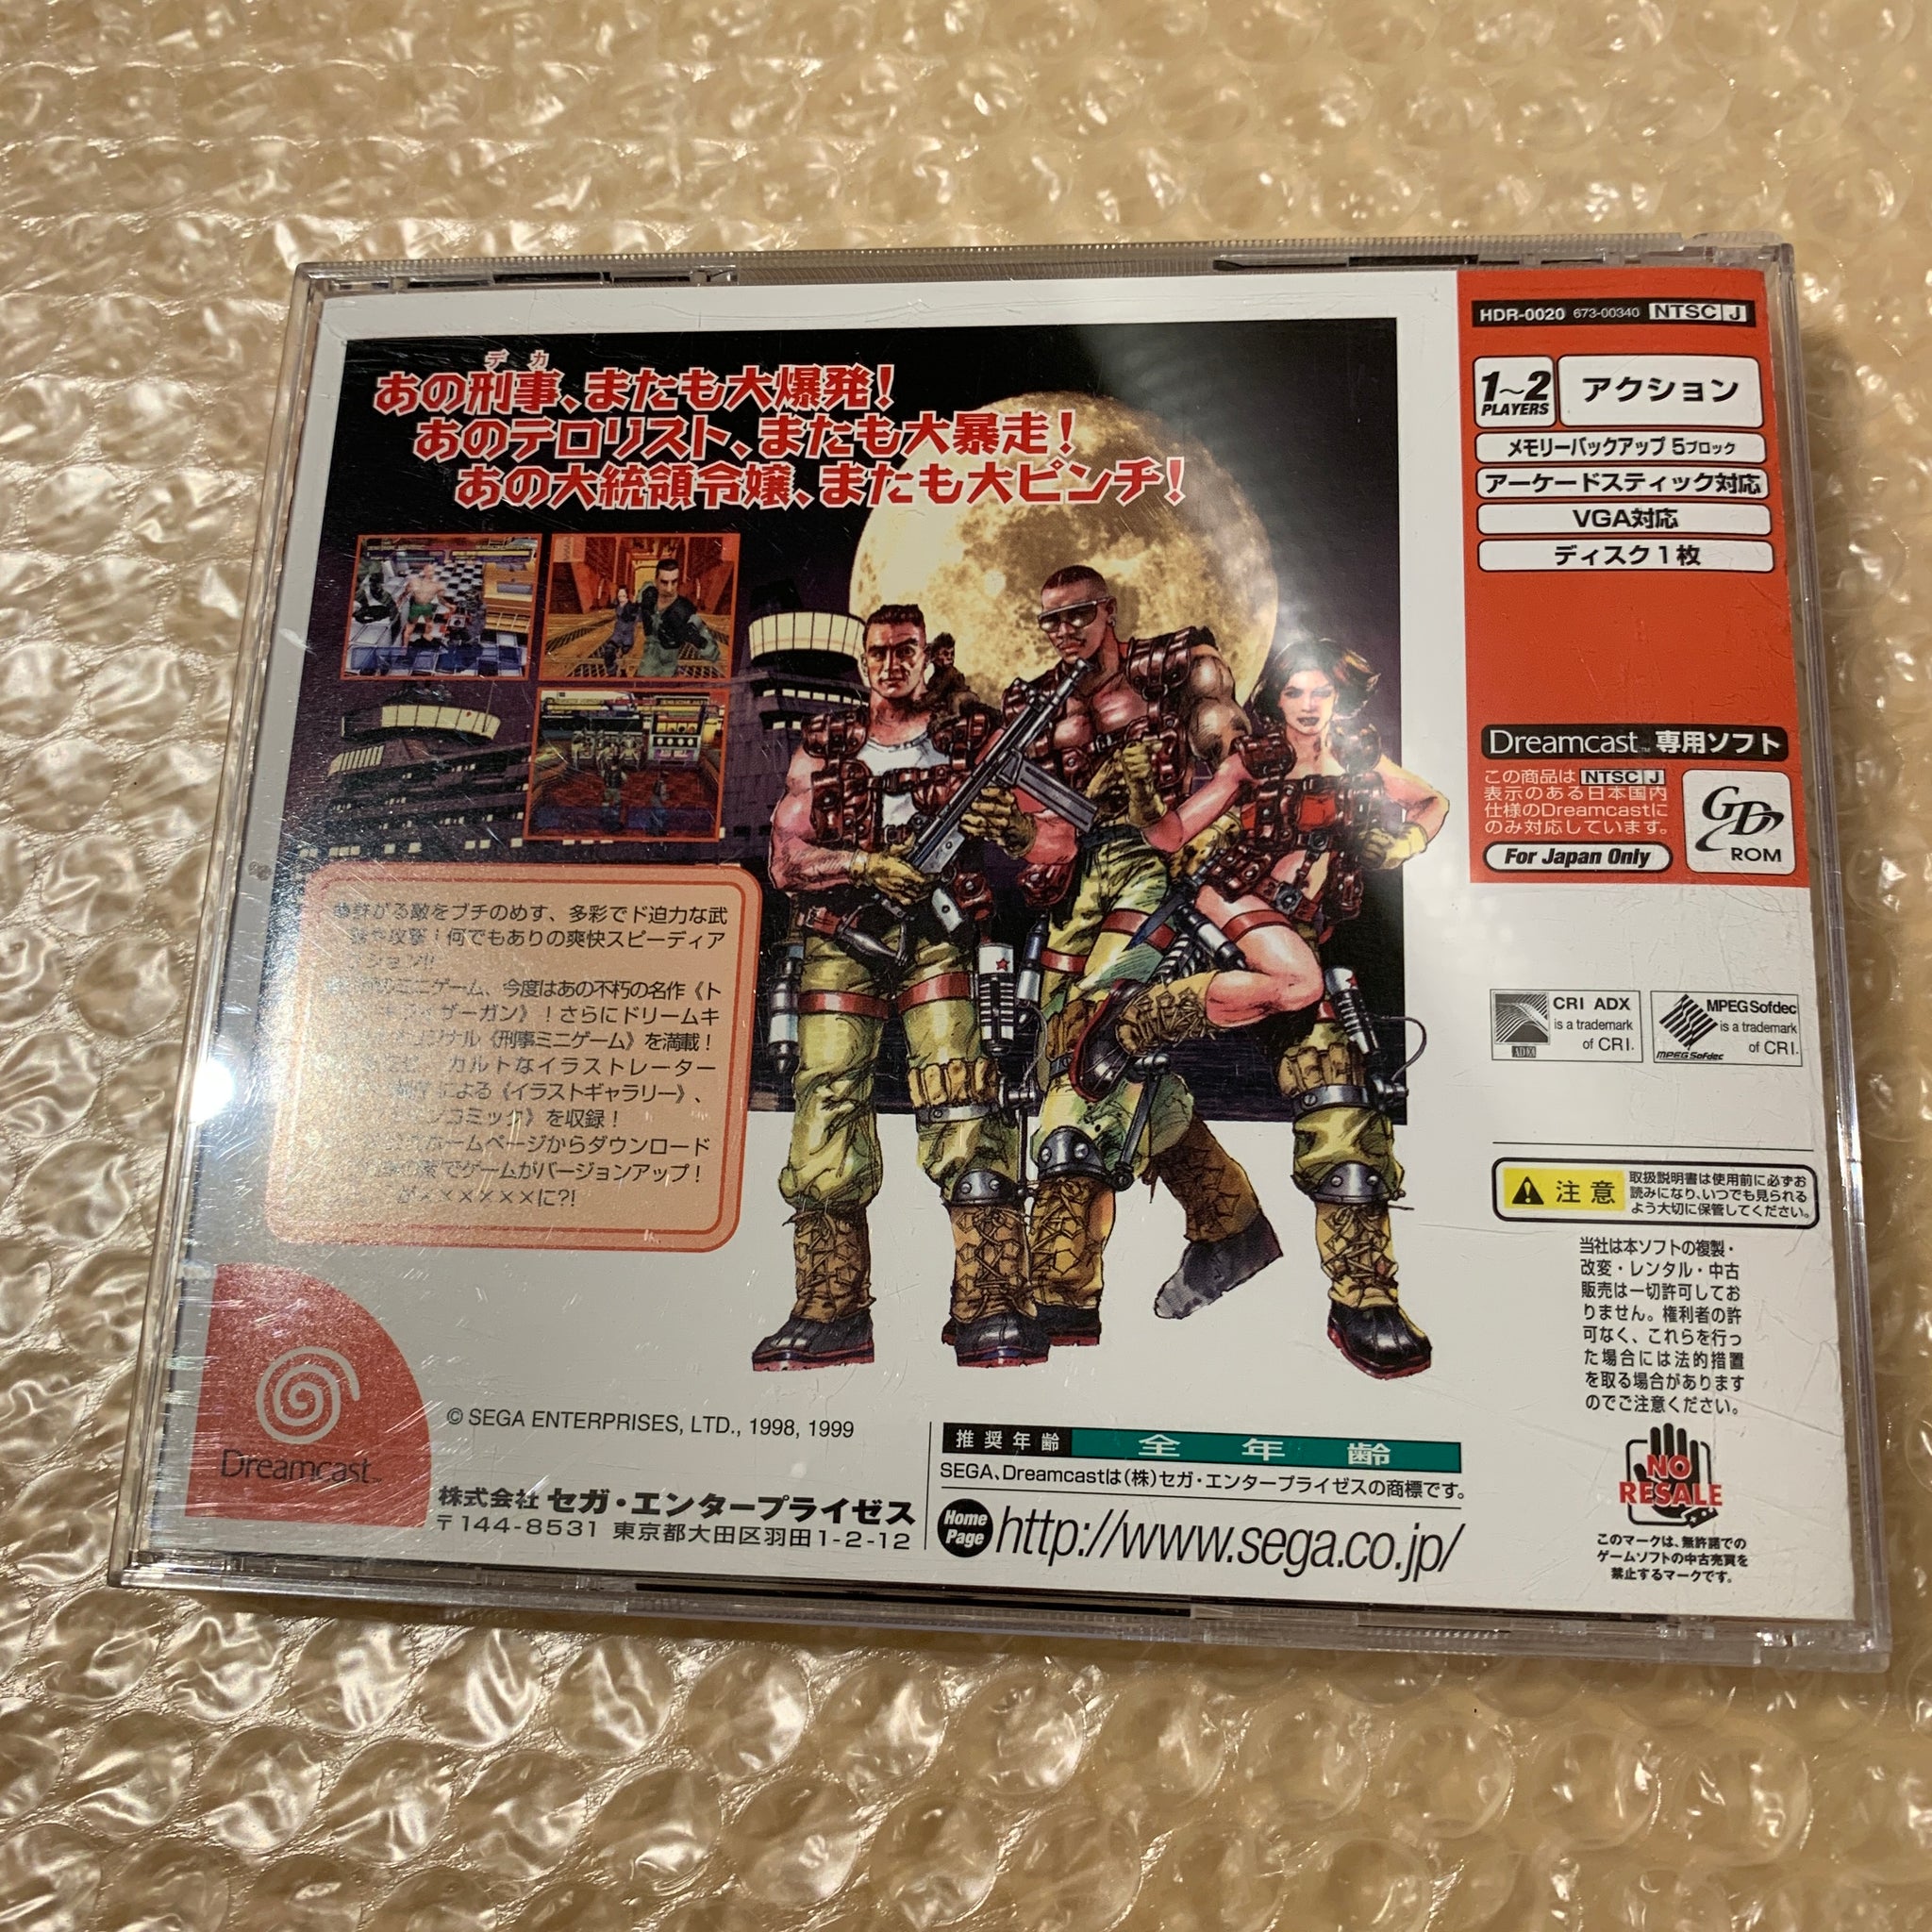 デカ
あの刑事、またも大爆発!
あのテロリスト、またも大暴走!
あの大統領令嬢、またも大ピンチ!
がる敵をブチのめす、多彩でド迫力な武
攻撃!何でもありの爽快スピーディア
ション!!
ミニゲーム、今度はあの不朽の名作《ト
イザーガン》!さらにドリームキ
ジナル《刑事ミニゲーム》を満載!
カルトなイラストレーター
による《イラストギャラリー》、
コミック》を収録!
ホームページからダウンロード
でゲームがバージョンアップ!
が××××××に?!
Dreamcast™
© SEGA ENTERPRISES, LTD., 1998, 1999
株式会社 セガ・エンタープライゼス
〒144-8531 東京都大田区羽田1-2-12
推奨年齢 全年齢
SEGA、Dreamcastは(株)セガ・エンタープライゼスの商標です。
Home Page http://www.sega.co.jp/
HDR-0020 673-00340 NTSC J
1~2 PLAYERS アクション
メモリーバックアップ 5ブロック
アーケードスティック対応
VGA対応
ディスク1枚
Dreamcast™ 専用ソフト
この商品は NTSC J
表示のある日本国内
仕様のDreamcastに
のみ対応しています。
For Japan Only
GD ROM
CRI ADX
is a trademark
of CRI.
ADX
MPEG Sofdec
is a trademark
of CRI.
MPEG Sofdec
注意
取扱説明書は使用前に必ずお
読みになり、いつでも見られる
よう大切に保管してください。
当社は本ソフトの複製・
改変・レンタル・中古
販売は一切許可してお
りません。権利者の許
可なく、これらを行っ
た場合には法的措置
を取る場合があります
のでご注意ください。
NO
RESALE
このマークは、無許諾での
ゲームソフトの中古売買を
禁止するマークです。